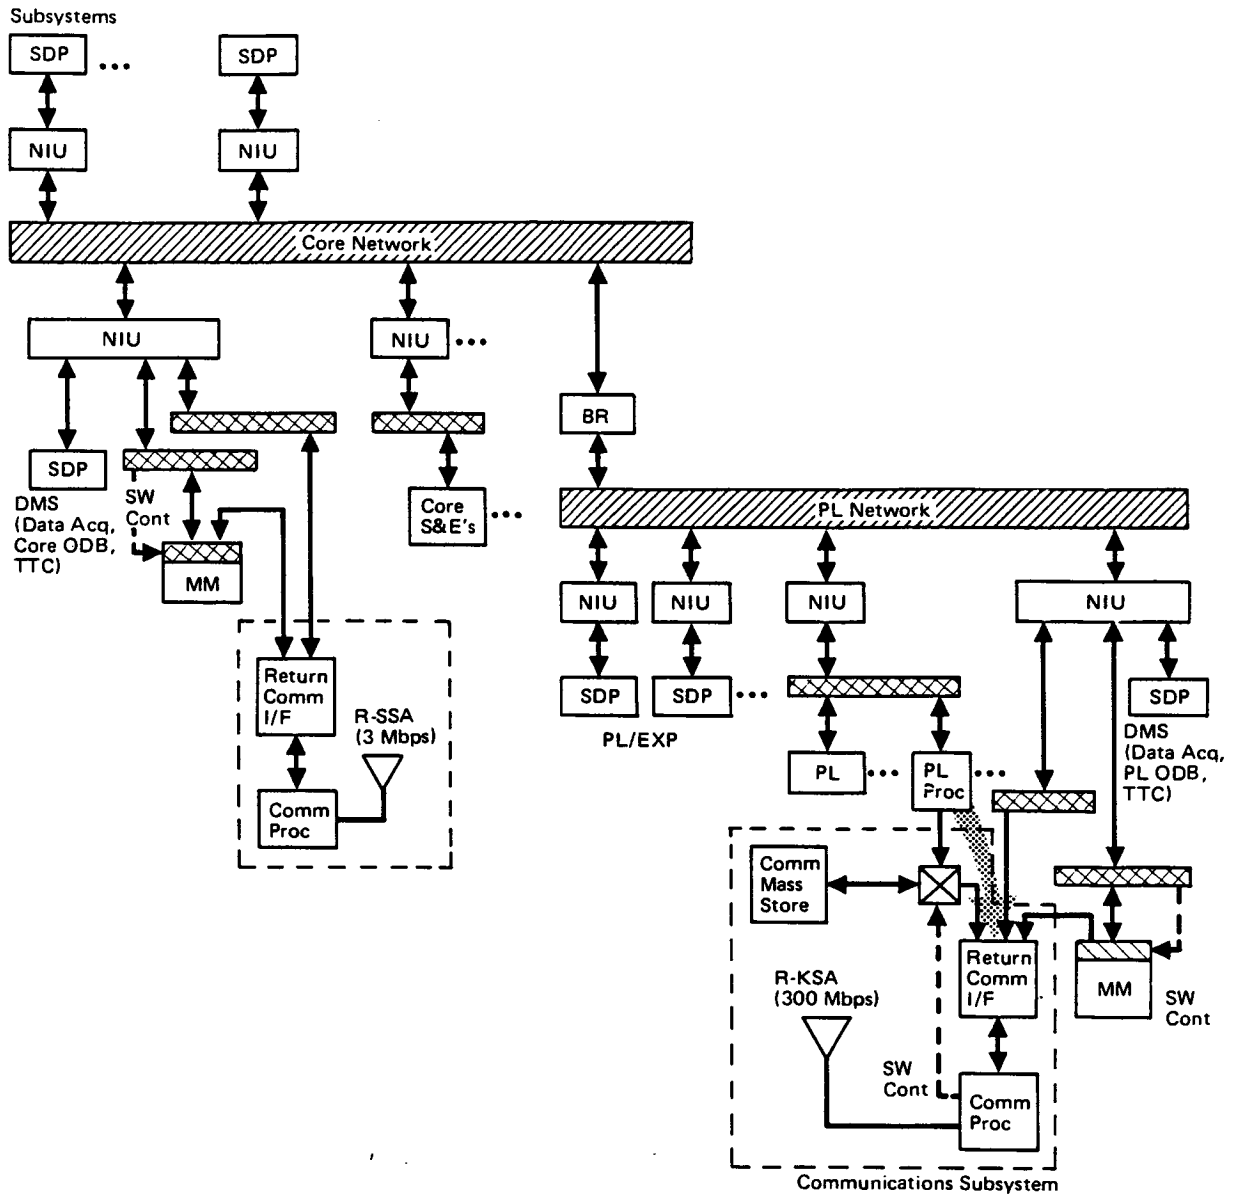 Subsystems
SDP
SDP
NIU
NIU
Core Network
NIU
NIU
BR
SDP
DMS
(Data Acq,
Core ODB,
TTC)
SW
Cont
MM
Core
S&E's
PL Network
NIU
NIU
NIU
NIU
SDP
SDP
SDP
PL/EXP
DMS
(Data Acq,
PL ODB,
TTC)
Return
Comm
I/F
R-SSA
(3 Mbps)
Comm
Proc
PL
PL
Proc
Comm
Mass
Store
R-KSA
(300 Mbps)
Return
Comm
I/F
MM
SW
Cont
SW
Cont
Comm
Proc
Communications Subsystem